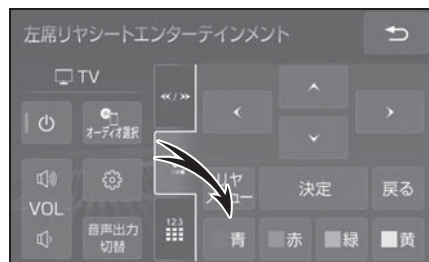 左席リヤシートエンターテインメント
TV
オーディオ選択
VOL
音声出力
切替
123
リヤ
メニュー
決定
戻る
青
赤
緑
黄